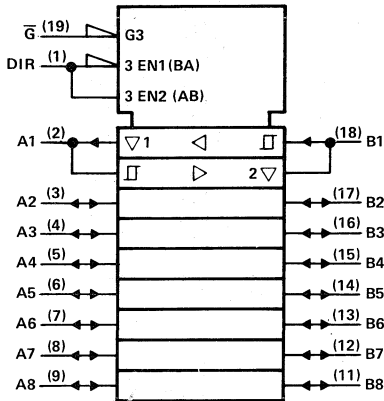 G̅ (19) G3
DIR (1) 3 EN1 (BA)
3 EN2 (AB)
A1 (2) ▽ 1 ◁ (18) B1
▷ 2 ▽
A2 (3) (17) B2
A3 (4) (16) B3
A4 (5) (15) B4
A5 (6) (14) B5
A6 (7) (13) B6
A7 (8) (12) B7
A8 (9) (11) B8